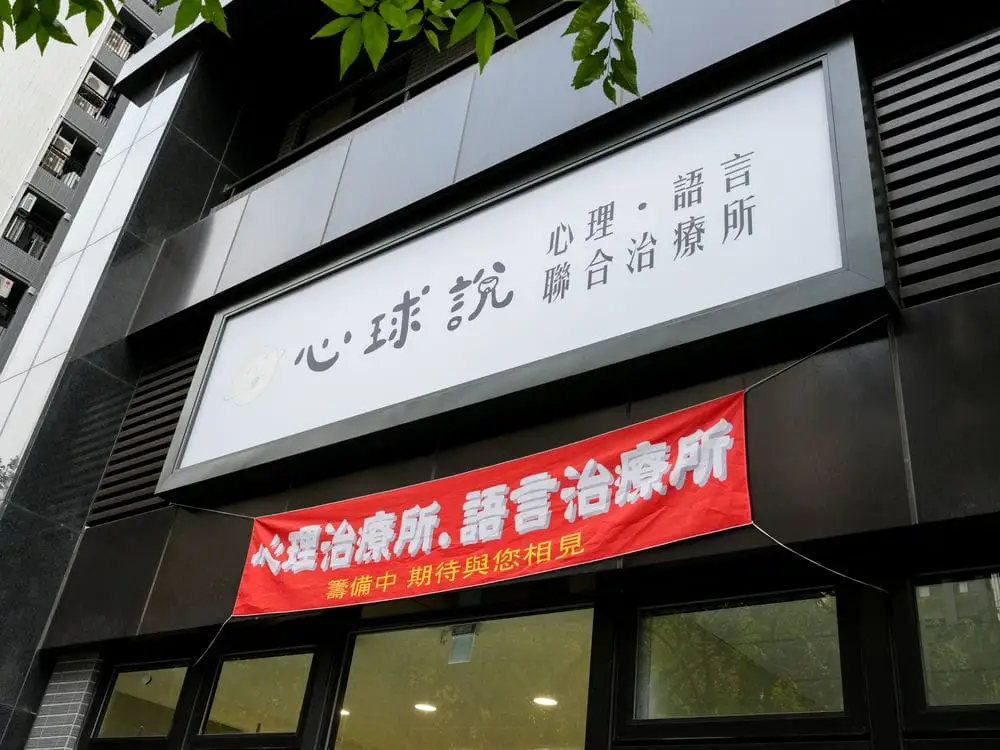 心球說
心理・語言
聯合治療所
心理治療所.語言治療所
籌備中 期待與您相見